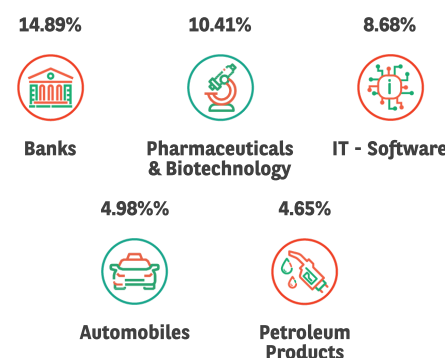 14.89%
10.41%
8.68%
Banks
Pharmaceuticals
& Biotechnology
IT - Software
4.98%%
4.65%
Automobiles
Petroleum
Products